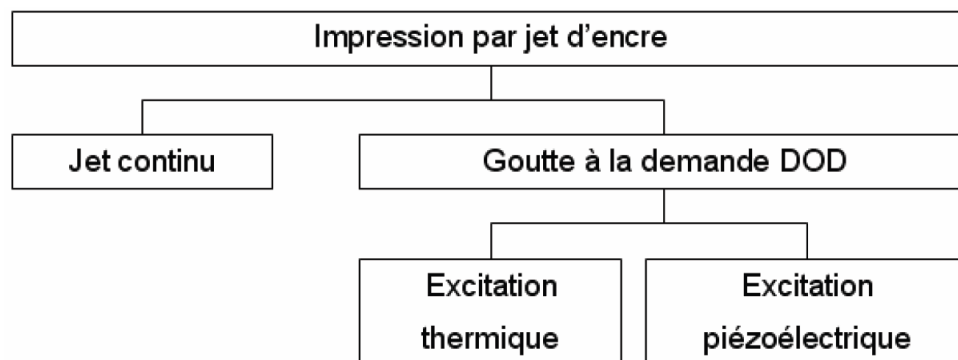 Impression par jet d'encre
Jet continu
Goutte à la demande DOD
Excitation
thermique
Excitation
piézoélectrique